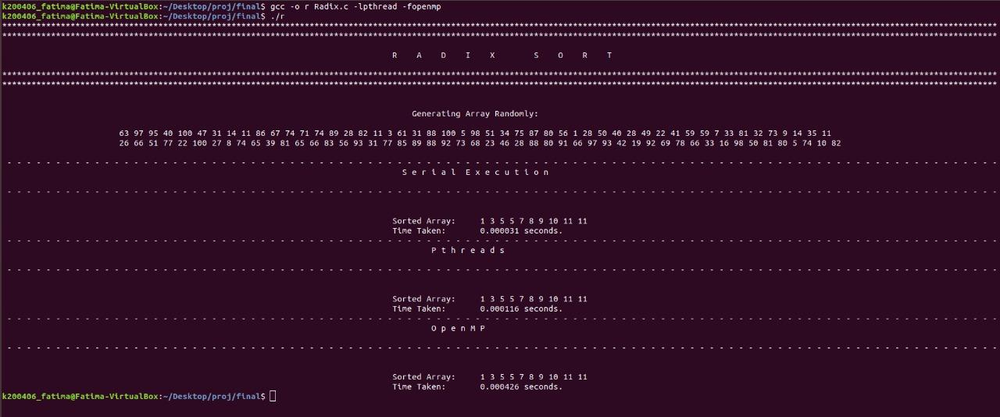 k200406_fatima@Fatima-VirtualBox:~/Desktop/proj/final$ gcc -o r Radix.c -lpthread -fopenmp
k200406_fatima@Fatima-VirtualBox:~/Desktop/proj/final$ ./r
R A D I X S O R T
Generating Array Randomly:
63 97 95 40 100 47 31 14 11 86 67 74 71 74 89 28 82 11 3 61 31 88 100 5 98 51 34 75 87 80 56 1 28 50 40 28 49 22 41 59 59 7 33 81 32 73 9 14 35 11
26 66 51 77 22 100 27 8 74 65 39 81 65 66 83 56 93 31 77 85 89 88 92 73 68 23 46 28 88 80 91 66 97 93 42 19 92 69 78 66 33 16 98 50 81 80 5 74 10 82
S e r i a l E x e c u t i o n
Sorted Array: 1 3 5 5 7 8 9 10 11 11
Time Taken: 0.000031 seconds.
P t h r e a d s
Sorted Array: 1 3 5 5 7 8 9 10 11 11
Time Taken: 0.000116 seconds.
O p e n M P
Sorted Array: 1 3 5 5 7 8 9 10 11 11
Time Taken: 0.000426 seconds.
k200406_fatima@Fatima-VirtualBox:~/Desktop/proj/final$